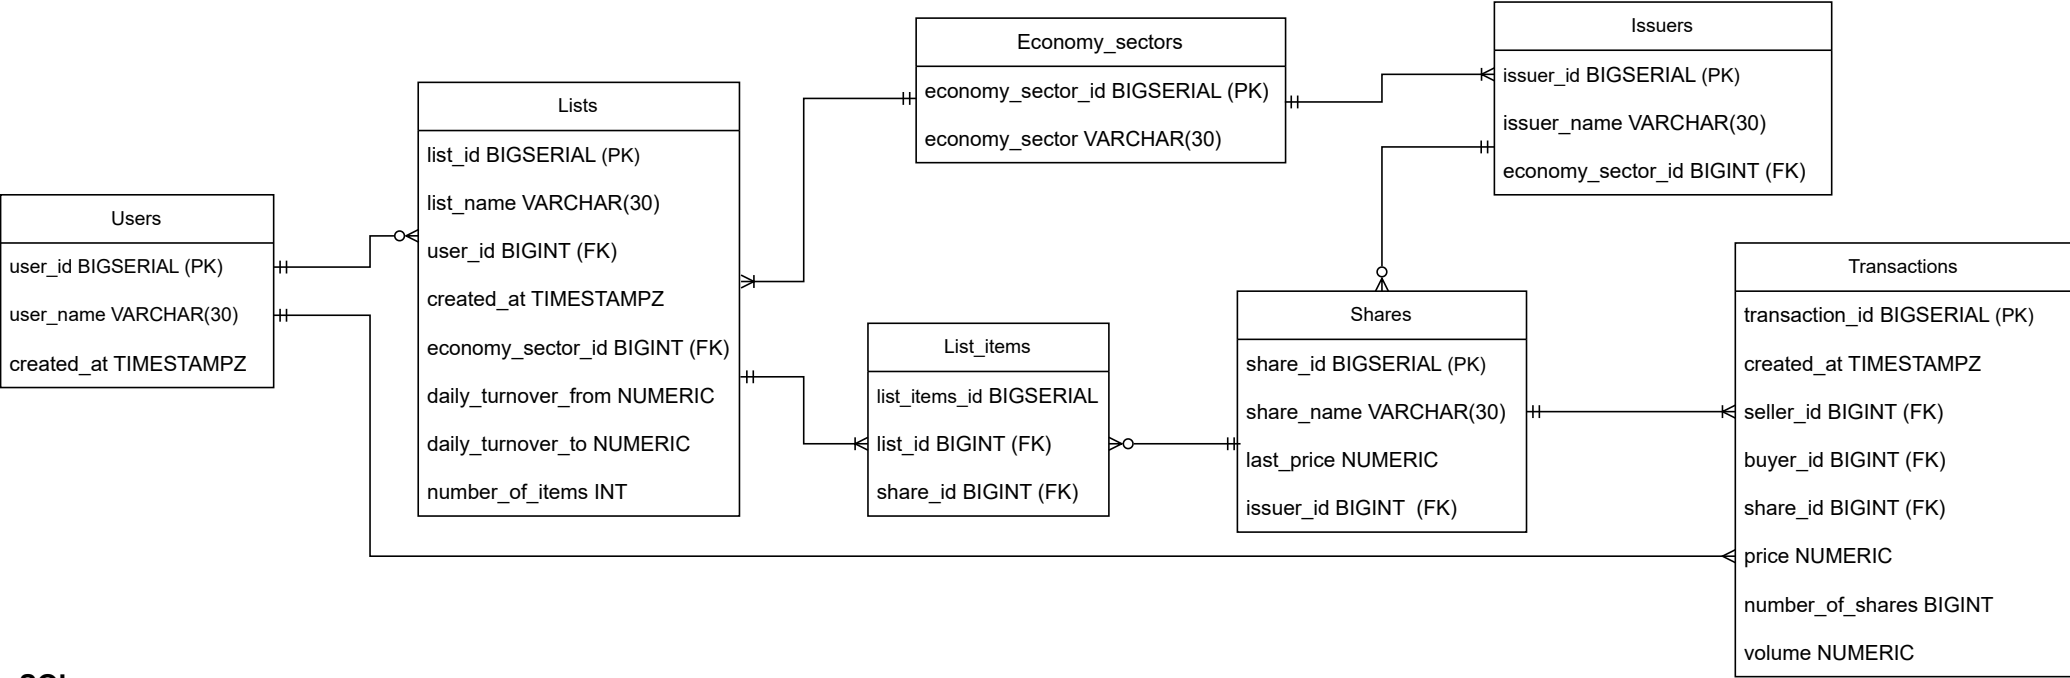 Users
user_id BIGSERIAL (PK)
user_name VARCHAR(30)
created_at TIMESTAMPZ
Lists
list_id BIGSERIAL (PK)
list_name VARCHAR(30)
user_id BIGINT (FK)
created_at TIMESTAMPZ
economy_sector_id BIGINT (FK)
daily_turnover_from NUMERIC
daily_turnover_to NUMERIC
number_of_items INT
Economy_sectors
economy_sector_id BIGSERIAL (PK)
economy_sector VARCHAR(30)
List_items
list_items_id BIGSERIAL
list_id BIGINT (FK)
share_id BIGINT (FK)
Issuers
issuer_id BIGSERIAL (PK)
issuer_name VARCHAR(30)
economy_sector_id BIGINT (FK)
Shares
share_id BIGSERIAL (PK)
share_name VARCHAR(30)
last_price NUMERIC
issuer_id BIGINT (FK)
Transactions
transaction_id BIGSERIAL (PK)
created_at TIMESTAMPZ
seller_id BIGINT (FK)
buyer_id BIGINT (FK)
share_id BIGINT (FK)
price NUMERIC
number_of_shares BIGINT
volume NUMERIC